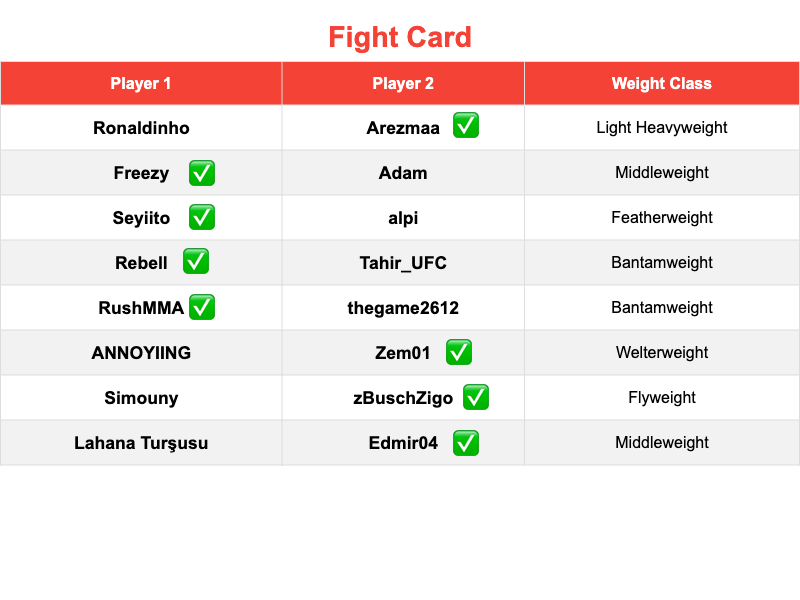 Fight Card
Player 1 Player 2 Weight Class
Ronaldinho Arezmaa ✅ Light Heavyweight
Freezy ✅ Adam Middleweight
Seyiito ✅ alpi Featherweight
Rebell ✅ Tahir_UFC Bantamweight
RushMMA ✅ thegame2612 Bantamweight
ANNOYIING Zem01 ✅ Welterweight
Simouny zBuschZigo ✅ Flyweight
Lahana Turşusu Edmir04 ✅ Middleweight